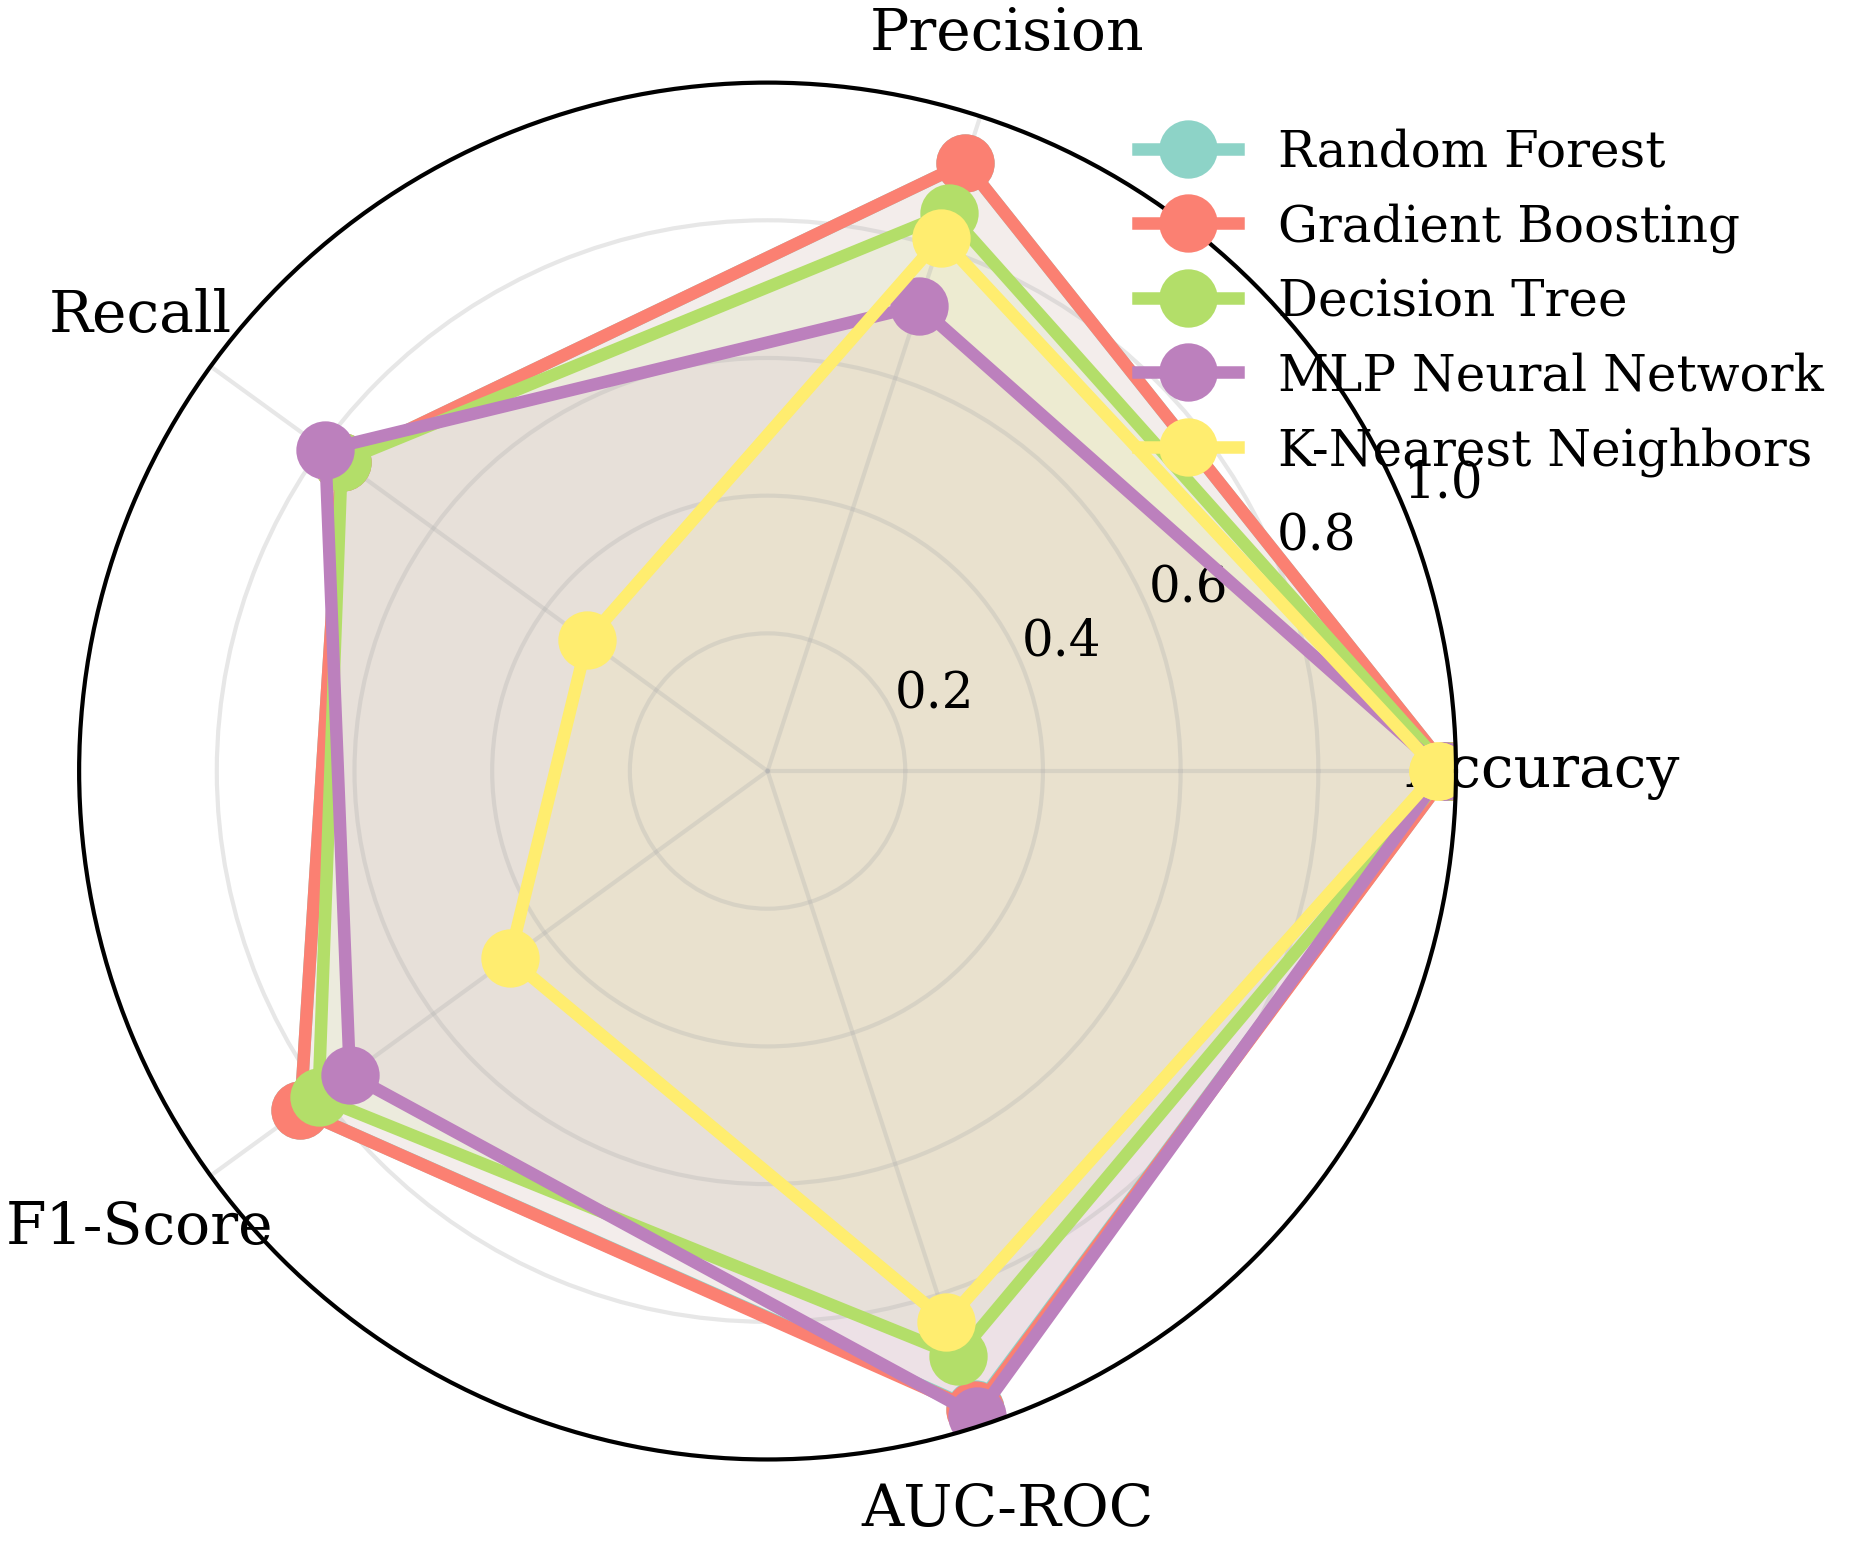 Precision
Random Forest
Gradient Boosting
Decision Tree
MLP Neural Network
K-Nearest Neighbors
Recall
1.0
0.8
0.6
0.4
0.2
Accuracy
F1-Score
AUC-ROC